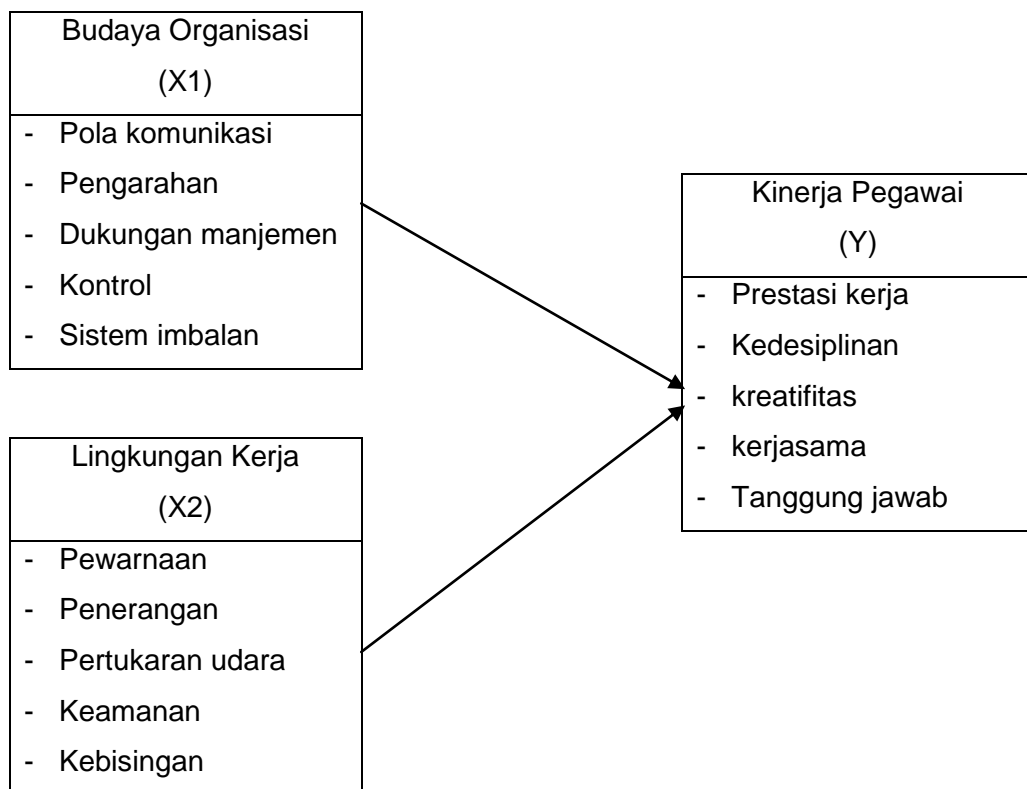 Budaya Organisasi
(X1)
- Pola komunikasi
- Pengarahan
- Dukungan manjemen
- Kontrol
- Sistem imbalan
Lingkungan Kerja
(X2)
- Pewarnaan
- Penerangan
- Pertukaran udara
- Keamanan
- Kebisingan
Kinerja Pegawai
(Y)
- Prestasi kerja
- Kedesiplinan
- kreatifitas
- kerjasama
- Tanggung jawab